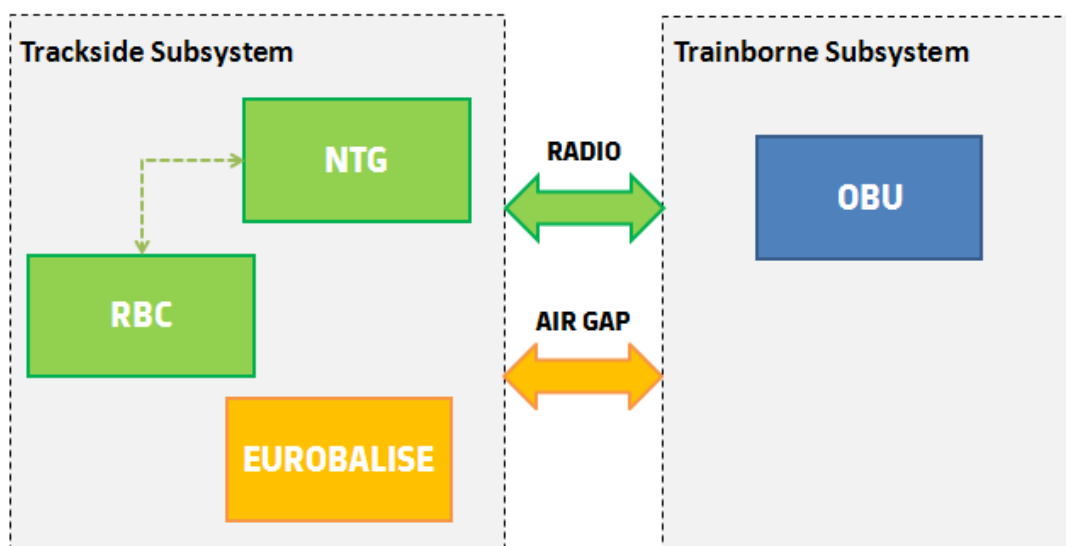 Trackside Subsystem
NTG
RBC
EUROBALISE
RADIO
AIR GAP
Trainborne Subsystem
OBU